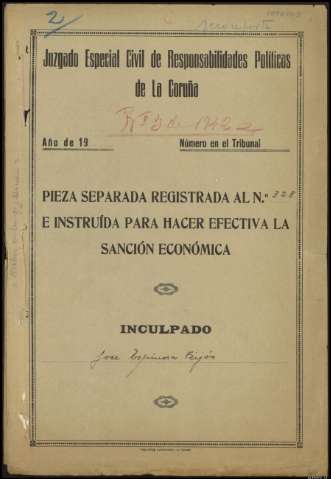 2
Juzgado Especial Civil de Responsabilidades Políticas
de La Coruña
Año de 19
Número en el Tribunal
PIEZA SEPARADA REGISTRADA AL N.º 328
E INSTRUÍDA PARA HACER EFECTIVA LA
SANCIÓN ECONÓMICA
INCULPADO
Jose Espinosa Feijóo